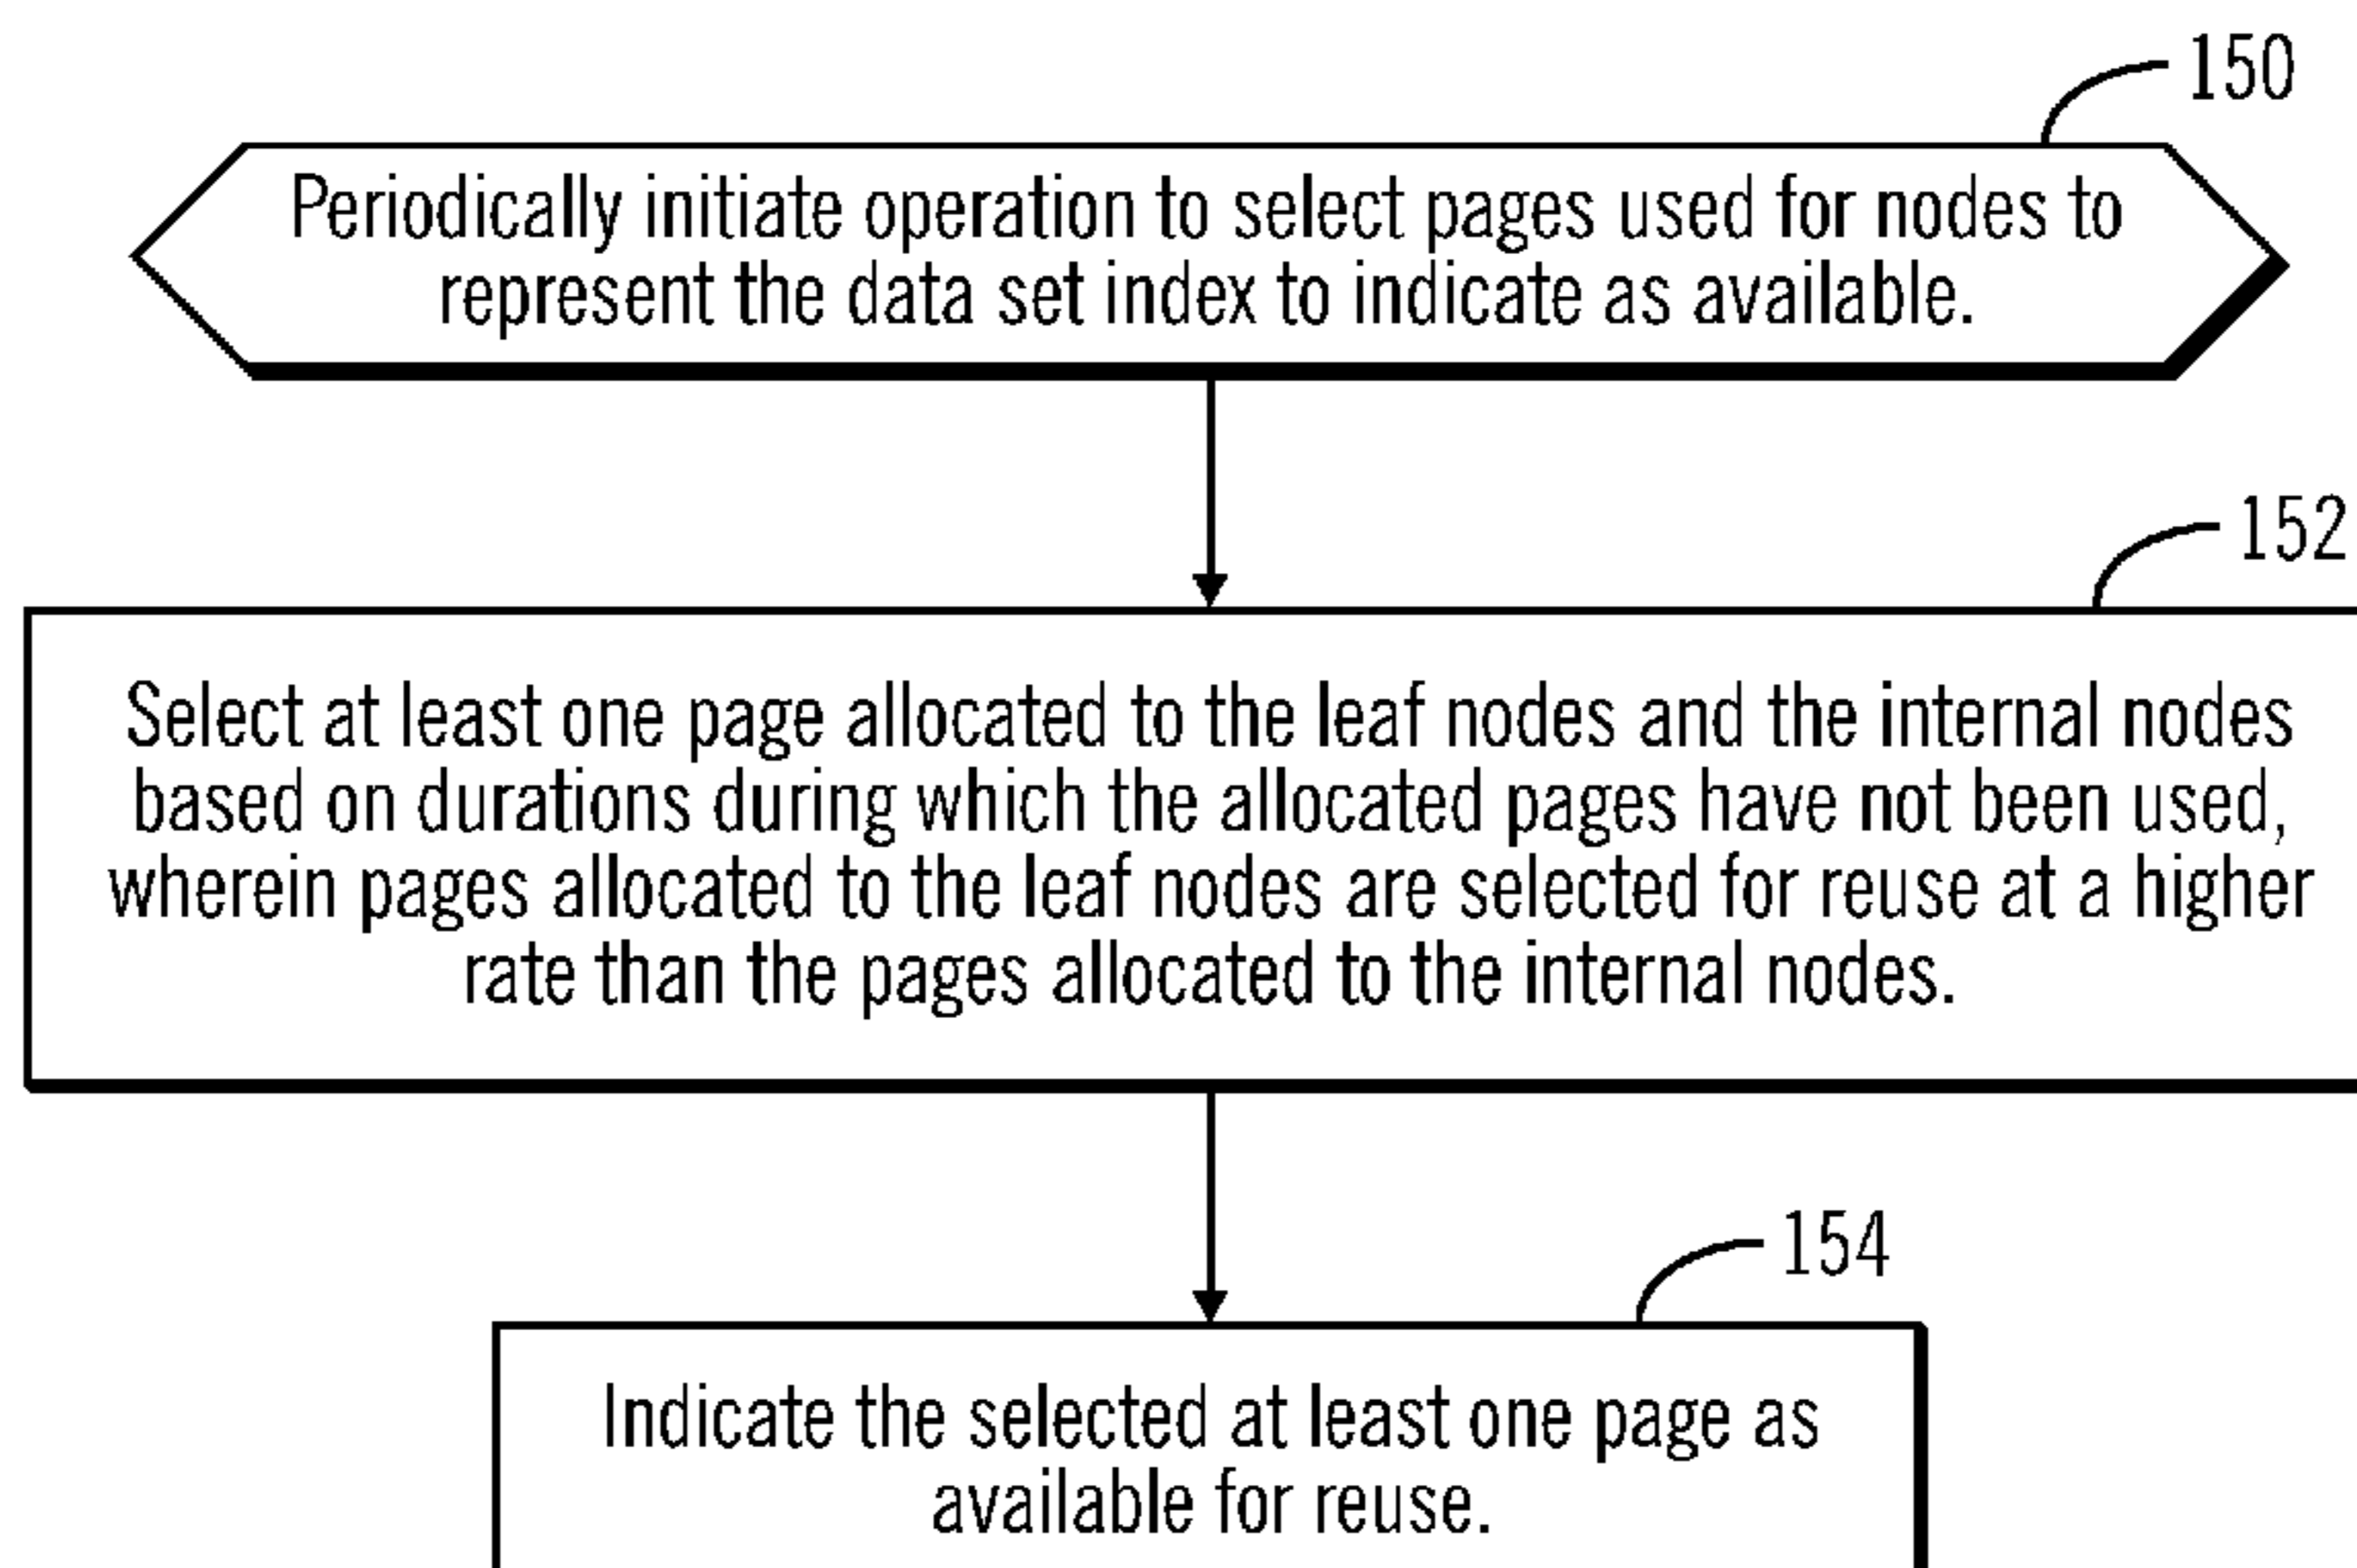 150
Periodically initiate operation to select pages used for nodes to
represent the data set index to indicate as available.
152
Select at least one page allocated to the leaf nodes and the internal nodes
based on durations during which the allocated pages have not been used,
wherein pages allocated to the leaf nodes are selected for reuse at a higher
rate than the pages allocated to the internal nodes.
154
Indicate the selected at least one page as
available for reuse.